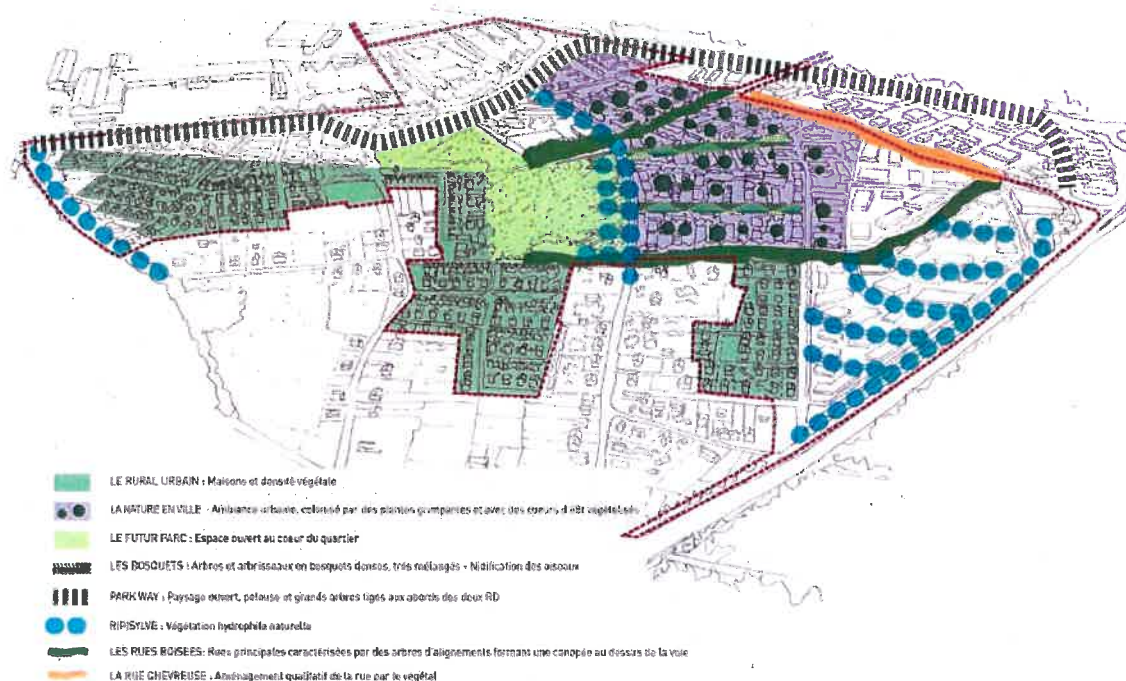 LE RURAL URBAIN : Maisons et densité végétale
LA NATURE EN VILLE - Ambiance urbaine, colonisé par des plantes grimpantes et avec des coeurs d'îlot végétalisés
LE FUTUR PARC : Espace ouvert au coeur du quartier
LES BOSQUETS : Arbres et arbrisseaux en bosquets denses, très mélangés - Nidification des oiseaux
PARK WAY : Paysage ouvert, pelouse et grands arbres tiges aux abords des deux RD
RIPISYLVE : Végétation hydrophile naturelle
LES RUES BOISEES: Rues principales caractérisées par des arbres d'alignements formant une canopée au dessus de la voie
LA RUE CHEVREUSE : Aménagement qualitatif de la rue par le végétal